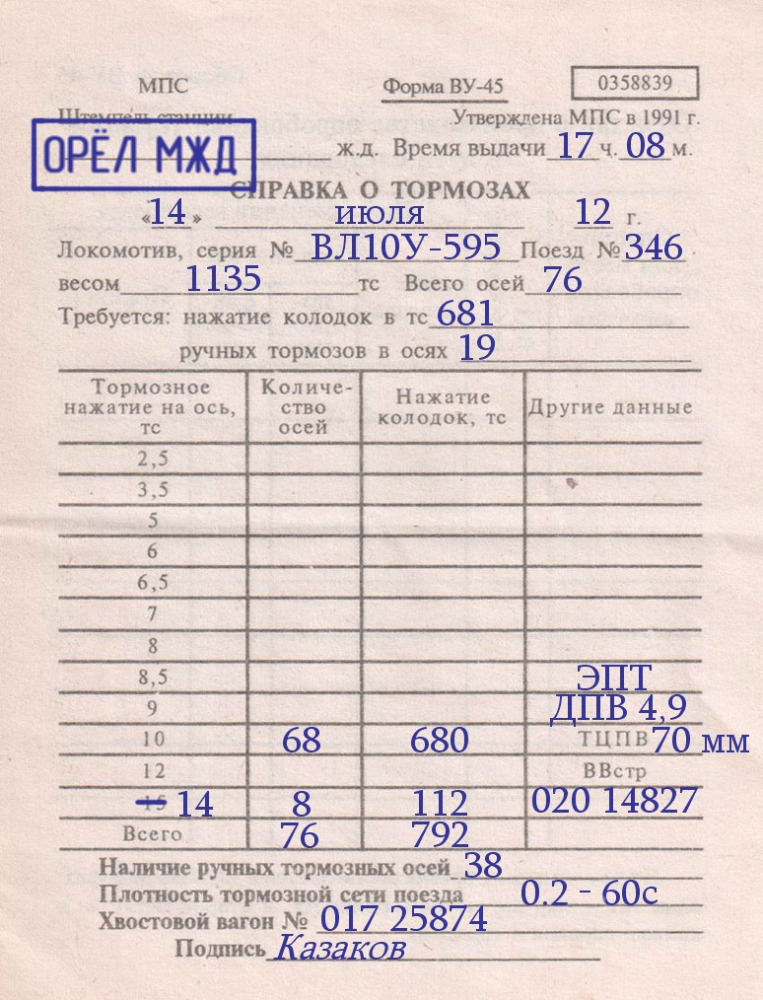 МПС Форма ВУ-45 0358839
Штемпель станции Утверждена МПС в 1991 г.
ОРЁЛ МЖД ж.д. Время выдачи 17 ч. 08 м.
СПРАВКА О ТОРМОЗАХ
«14» июля 12 г.
Локомотив, серия № ВЛ10У-595 Поезд № 346
весом 1135 тс Всего осей 76
Требуется: нажатие колодок в тс 681
ручных тормозов в осях 19
Тормозное нажатие на ось, тс Количе-ство осей Нажатие колодок, тс Другие данные
2,5
3,5
5
6
6,5
7
8
8,5 ЭПТ
9 ДПВ 4,9
10 68 680 ТЦПВ 70 мм
12 ВВстр
15 14 8 112 020 14827
Всего 76 792
Наличие ручных тормозных осей 38
Плотность тормозной сети поезда 0.2 - 60с
Хвостовой вагон № 017 25874
Подпись Казаков